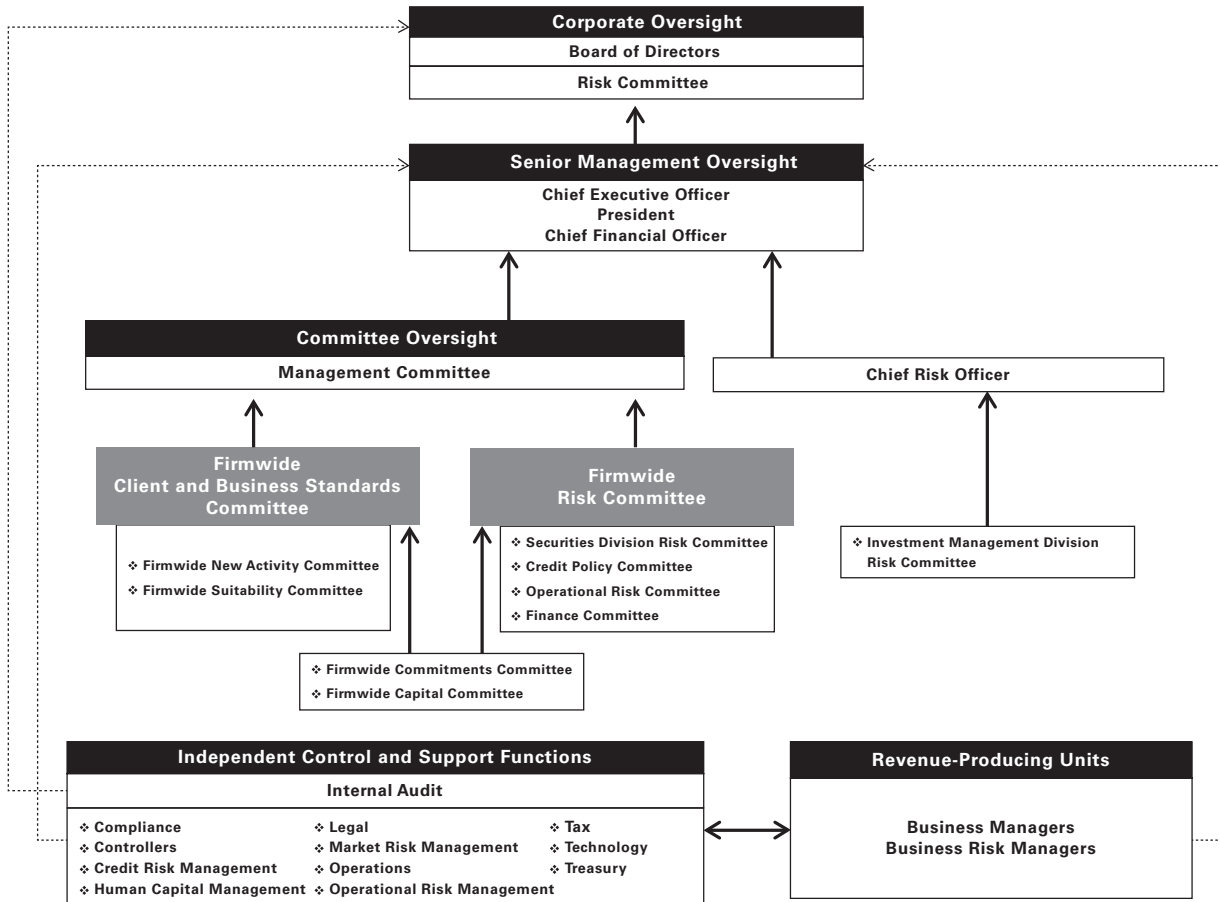 Corporate Oversight
Board of Directors
Risk Committee
Senior Management Oversight
Chief Executive Officer
President
Chief Financial Officer
Committee Oversight
Management Committee
Chief Risk Officer
Firmwide
Client and Business Standards
Committee
Firmwide
Risk Committee
❖ Firmwide New Activity Committee
❖ Firmwide Suitability Committee
❖ Securities Division Risk Committee
❖ Credit Policy Committee
❖ Operational Risk Committee
❖ Finance Committee
❖ Investment Management Division
Risk Committee
❖ Firmwide Commitments Committee
❖ Firmwide Capital Committee
Independent Control and Support Functions
Internal Audit
❖ Compliance
❖ Controllers
❖ Credit Risk Management
❖ Human Capital Management
❖ Legal
❖ Market Risk Management
❖ Operations
❖ Operational Risk Management
❖ Tax
❖ Technology
❖ Treasury
Revenue-Producing Units
Business Managers
Business Risk Managers